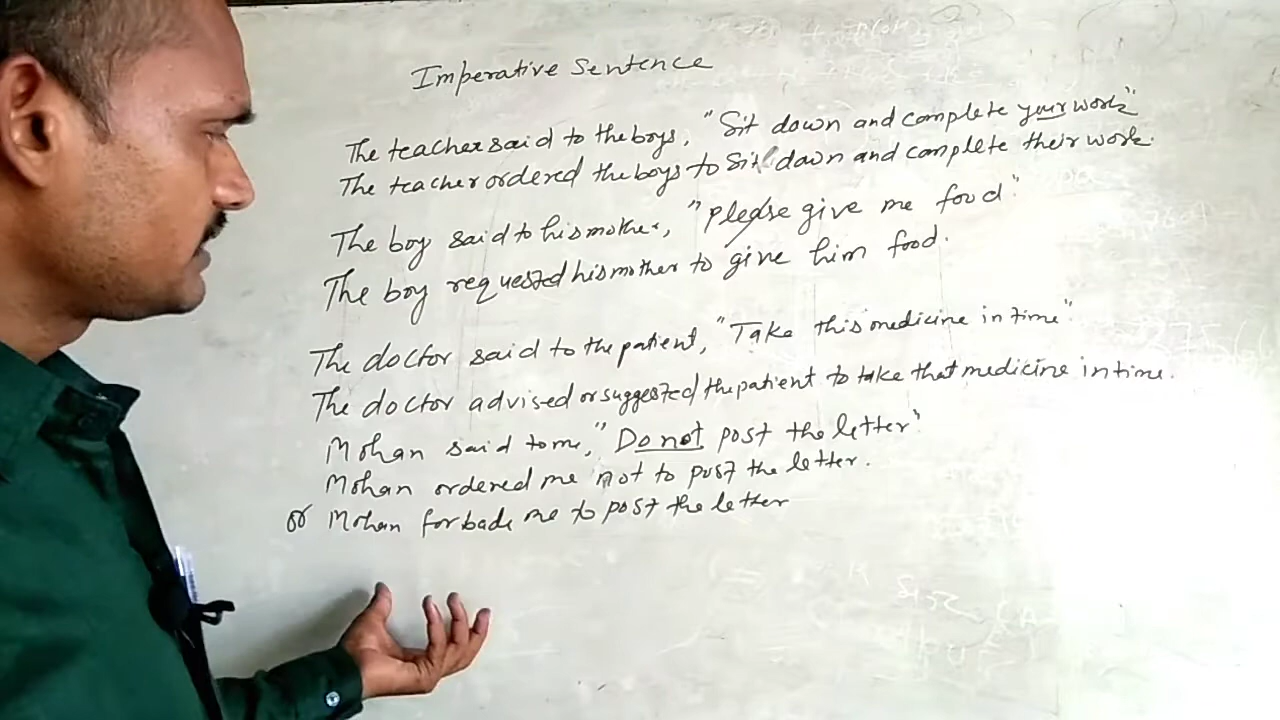 Imperative Sentence
The teacher said to the boys, "Sit down and complete your work"
The teacher ordered the boys to Sit down and complete their work.
The boy said to his mother, "please give me food"
The boy requested his mother to give him food.
The doctor said to the patient, "Take this medicine in time"
The doctor advised or suggested the patient to take that medicine in time.
Mohan said to me, "Do not post the letter"
Mohan ordered me not to post the letter.
Or Mohan forbade me to post the letter